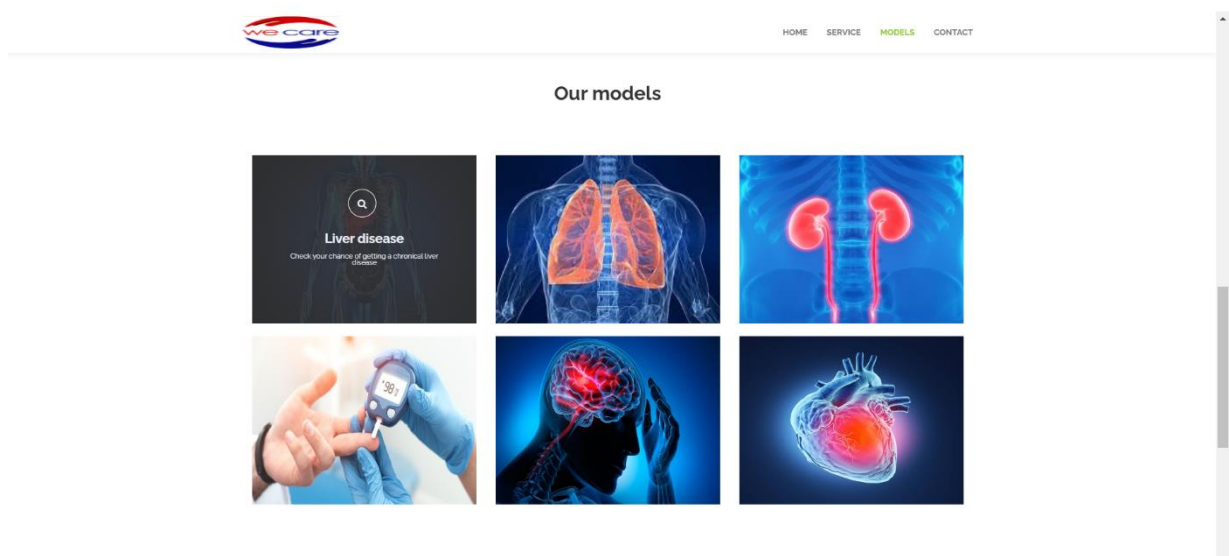 we care
HOME SERVICE MODELS CONTACT
Our models
Liver disease
Check your chance of getting a chronical liver
disease
98